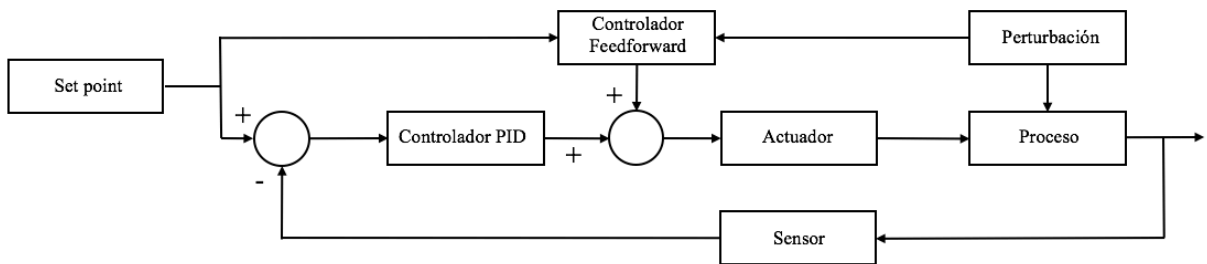 Controlador
Feedforward
Perturbación
Set point
+
+
Controlador PID
+
Actuador
Proceso
-
Sensor